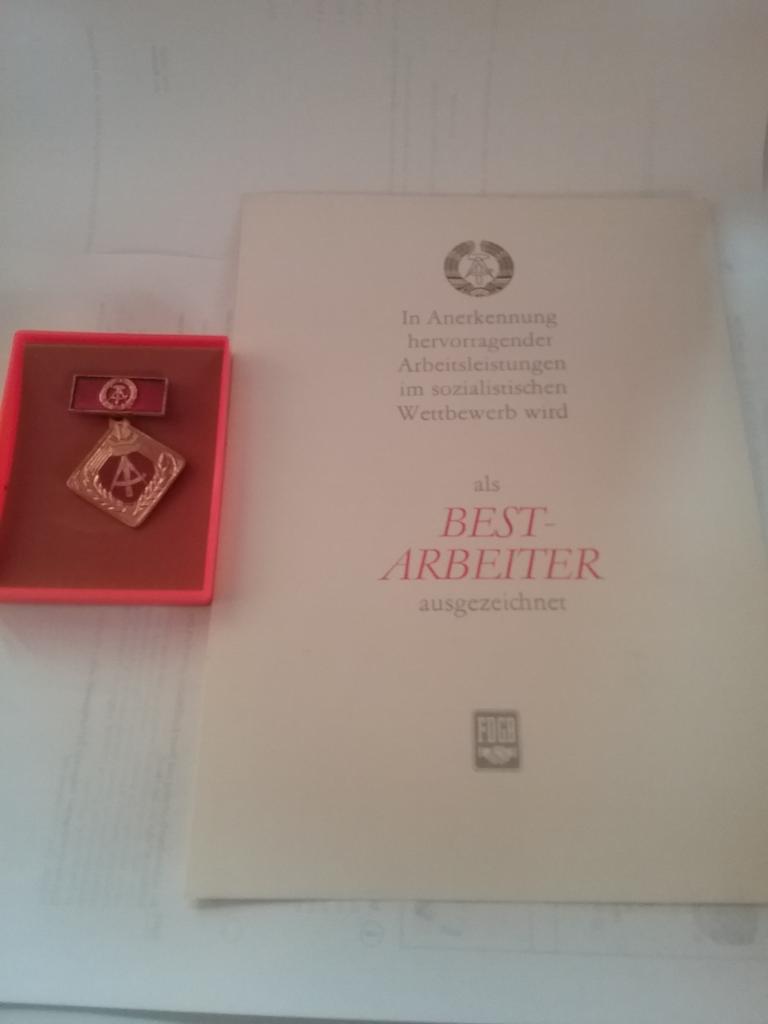 In Anerkennung
hervorragender
Arbeitsleistungen
im sozialistischen
Wettbewerb wird
als
BEST-
ARBEITER
ausgezeichnet
FDGB